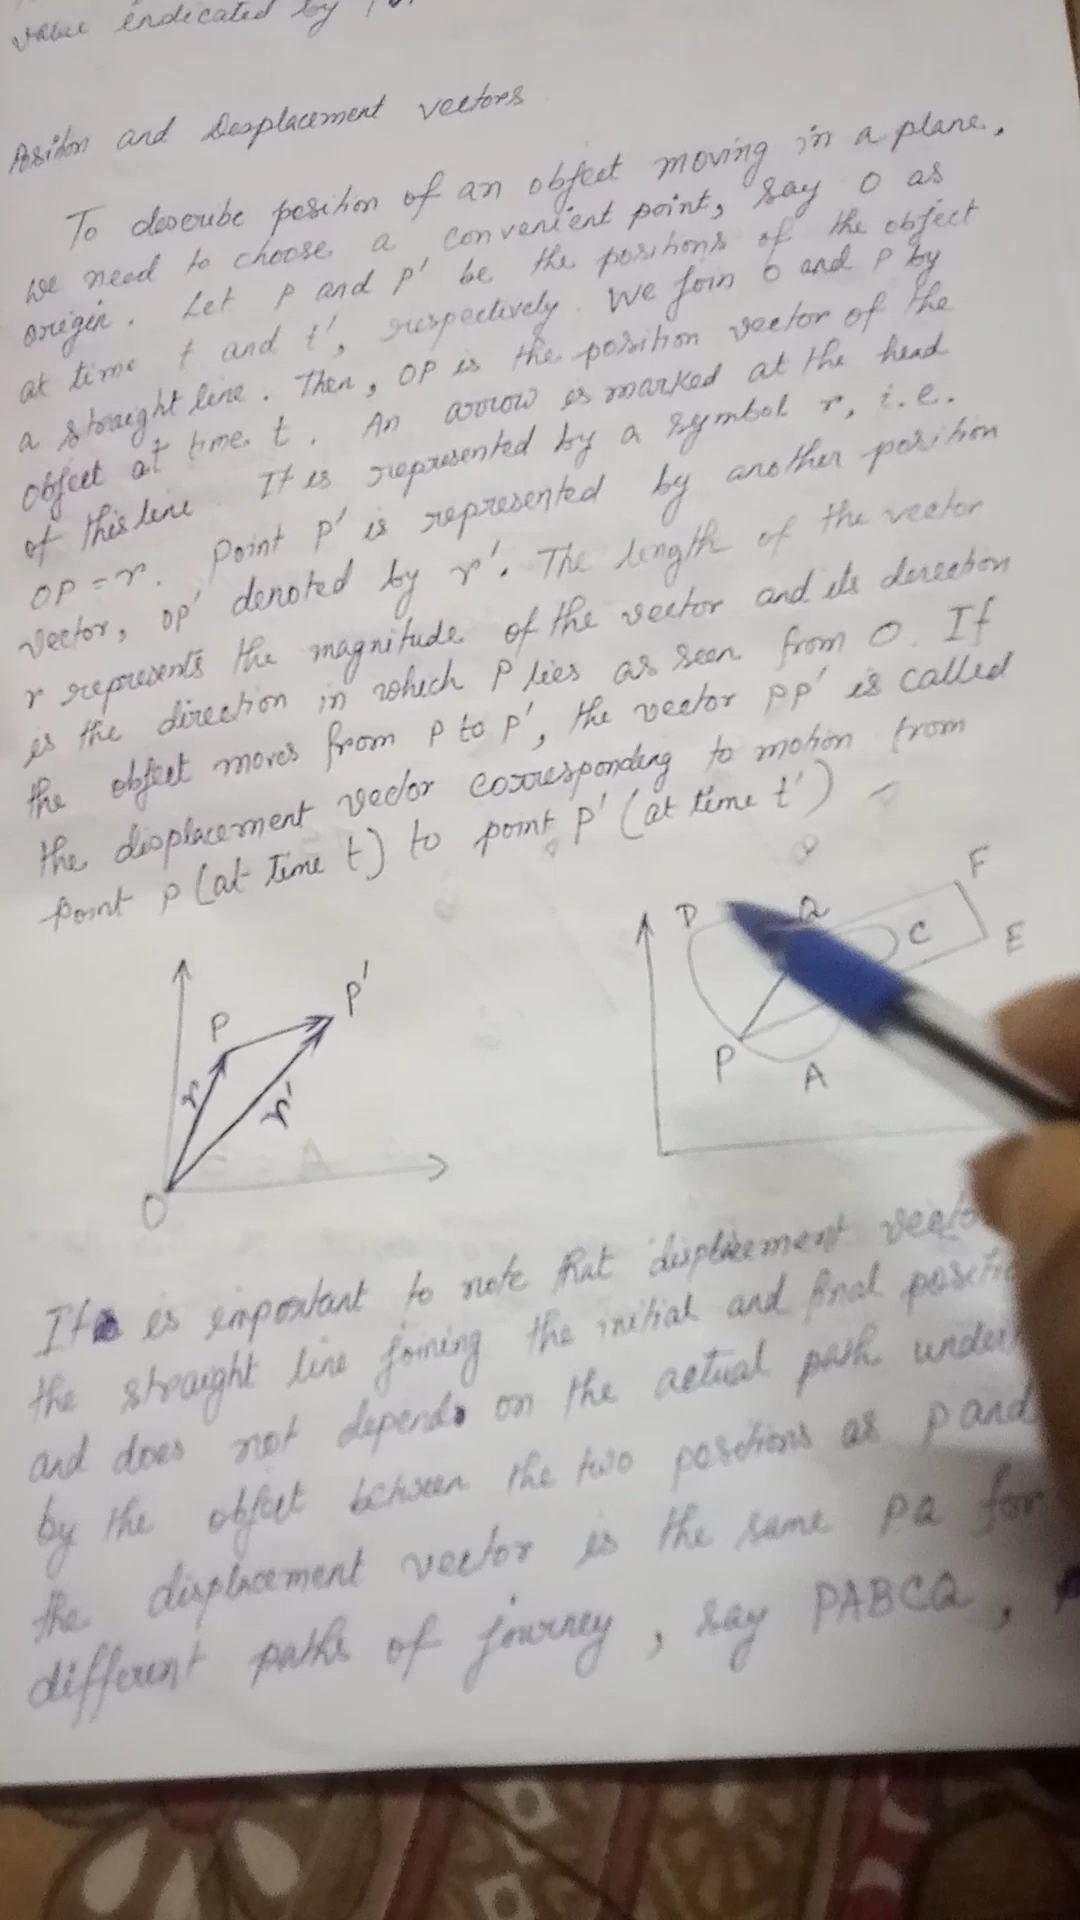 value indicated by
Position and Displacement vectors
To describe position of an object moving in a plane,
we need to choose a convenient point, say O as
origin. Let P and P' be the positions of the object
at time t and t', respectively. We join O and P by
a straight line. Then, OP is the position vector of the
object at time t. An arrow is marked at the head
of this line It is represented by a symbol r, i.e.
OP = r. Point P' is represented by another position
vector, OP' denoted by r'. The length of the vector
r represents the magnitude of the vector and its direction
is the direction in which P lies as seen from O. If
the object moves from P to P', the vector PP' is called
the displacement vector corresponding to motion from
point P (at time t) to point P' (at time t')
P P' r r' O
D Q F C E P A
It is important to note that displacement
the straight line joining the initial and final
and does not depend on the actual path
by the object between the two positions as P and
the displacement vector is the same PQ for
different paths of journey, say PABCQ,